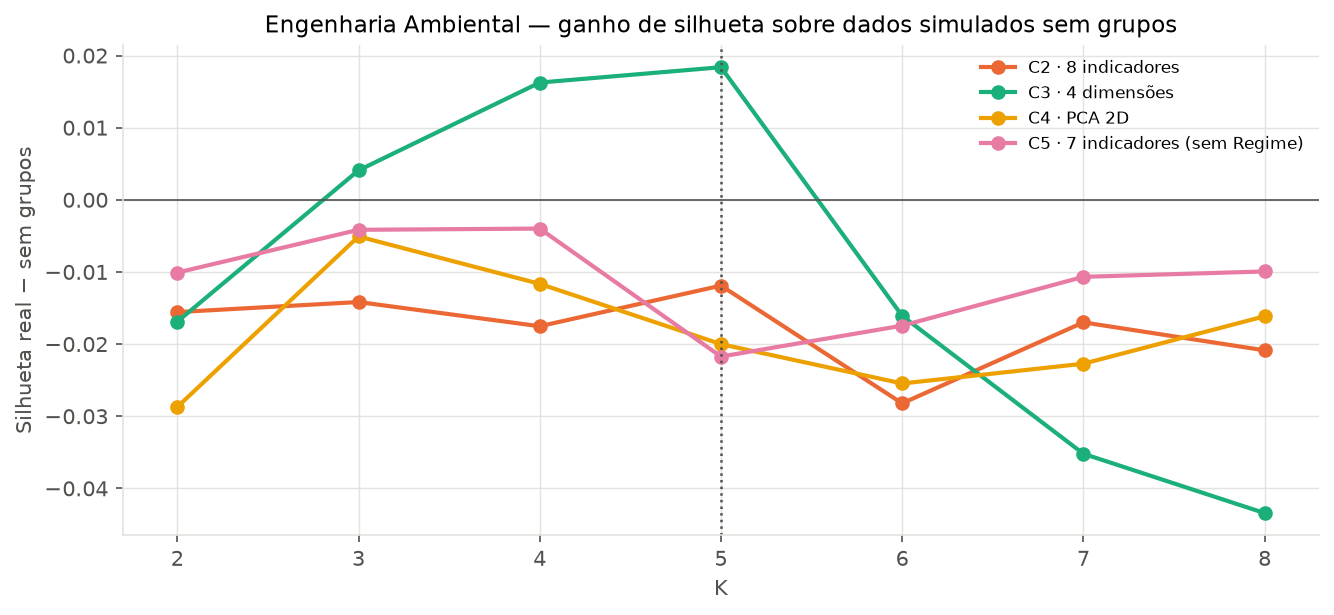 Engenharia Ambiental — ganho de silhueta sobre dados simulados sem grupos
C2 · 8 indicadores
C3 · 4 dimensões
C4 · PCA 2D
C5 · 7 indicadores (sem Regime)
Silhueta real − sem grupos
0.02
0.01
0.00
−0.01
−0.02
−0.03
−0.04
2 3 4 5 6 7 8
K